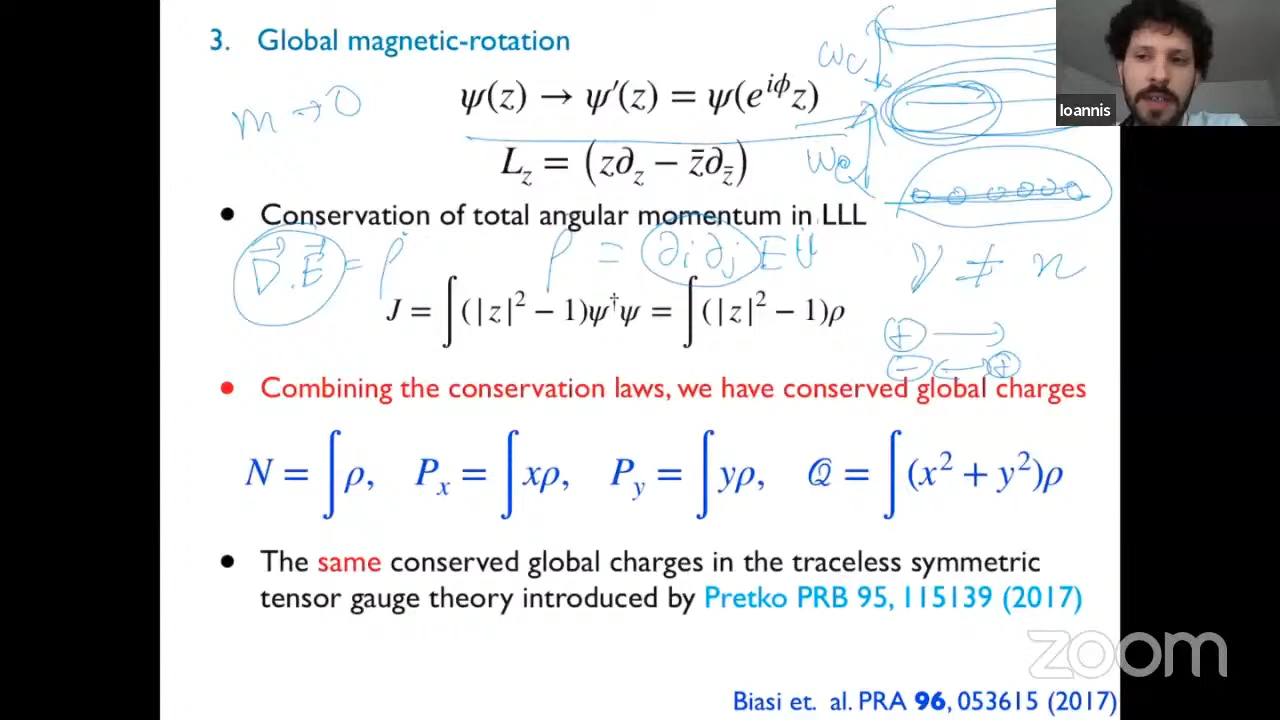 3. Global magnetic-rotation
ψ(z) → ψ′(z) = ψ(e^{iϕ}z)
ω_c
m → 0
Ioannis
L_z = (z∂_z − z̄∂_z̄)
ω_c
• Conservation of total angular momentum in LLL
∇⃗·E⃗ = ρ
ρ = ∂_i ∂_j E^{ij}
ν ≠ n
J = ∫(|z|² − 1)ψ†ψ = ∫(|z|² − 1)ρ
+
− +
• Combining the conservation laws, we have conserved global charges
N = ∫ρ, P_x = ∫xρ, P_y = ∫yρ, Q = ∫(x² + y²)ρ
• The same conserved global charges in the traceless symmetric
tensor gauge theory introduced by Pretko PRB 95, 115139 (2017)
zoom
Biasi et. al. PRA 96, 053615 (2017)